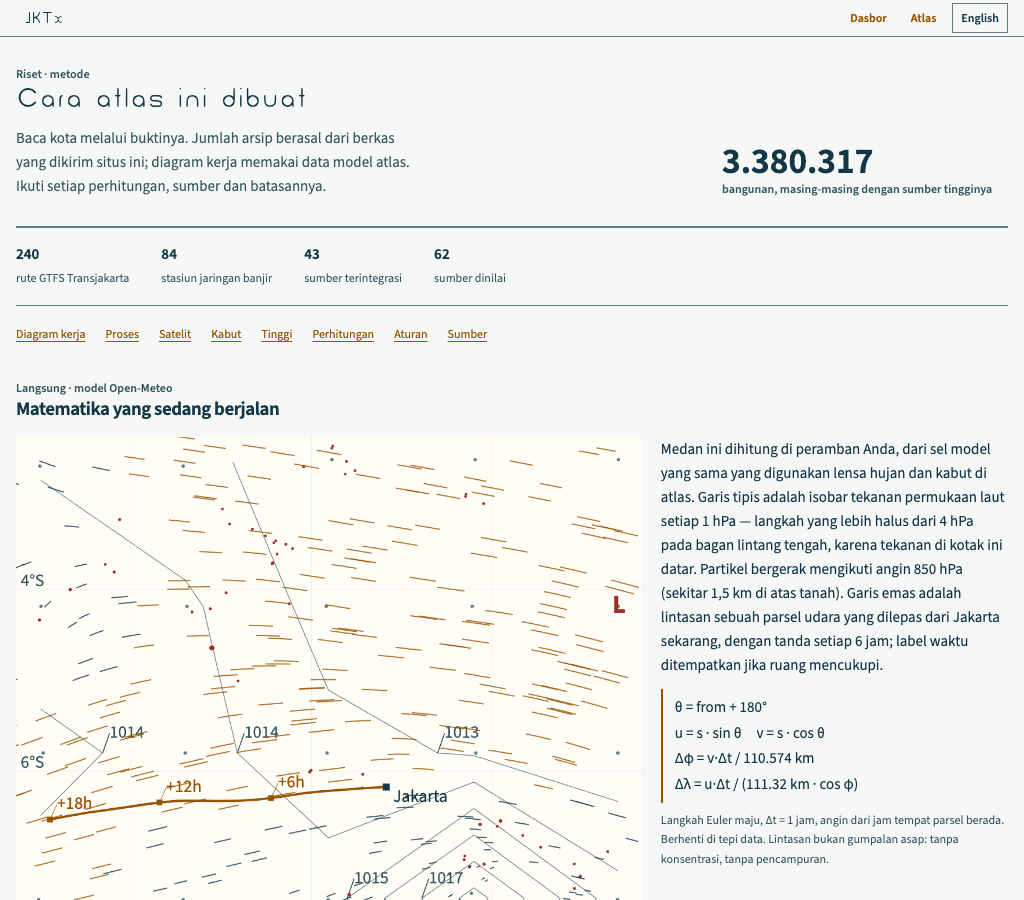 JKTx
Dasbor Atlas English
Riset · metode
Cara atlas ini dibuat
Baca kota melalui buktinya. Jumlah arsip berasal dari berkas
yang dikirim situs ini; diagram kerja memakai data model atlas.
Ikuti setiap perhitungan, sumber dan batasannya.
3.380.317
bangunan, masing-masing dengan sumber tingginya
240 84 43 62
rute GTFS Transjakarta stasiun jaringan banjir sumber terintegrasi sumber dinilai
Diagram kerja Proses Satelit Kabut Tinggi Perhitungan Aturan Sumber
Langsung · model Open-Meteo
Matematika yang sedang berjalan
4°S
L
1014
1014
1013
6°S
+6h
+12h
+18h
Jakarta
1015
1017
Medan ini dihitung di peramban Anda, dari sel model
yang sama yang digunakan lensa hujan dan kabut di
atlas. Garis tipis adalah isobar tekanan permukaan laut
setiap 1 hPa — langkah yang lebih halus dari 4 hPa
pada bagan lintang tengah, karena tekanan di kotak ini
datar. Partikel bergerak mengikuti angin 850 hPa
(sekitar 1,5 km di atas tanah). Garis emas adalah
lintasan sebuah parsel udara yang dilepas dari Jakarta
sekarang, dengan tanda setiap 6 jam; label waktu
ditempatkan jika ruang mencukupi.
θ = from + 180°
u = s · sin θ v = s · cos θ
Δφ = v·Δt / 110.574 km
Δλ = u·Δt / (111.32 km · cos φ)
Langkah Euler maju, Δt = 1 jam, angin dari jam tempat parsel berada.
Berhenti di tepi data. Lintasan bukan gumpalan asap: tanpa
konsentrasi, tanpa pencampuran.